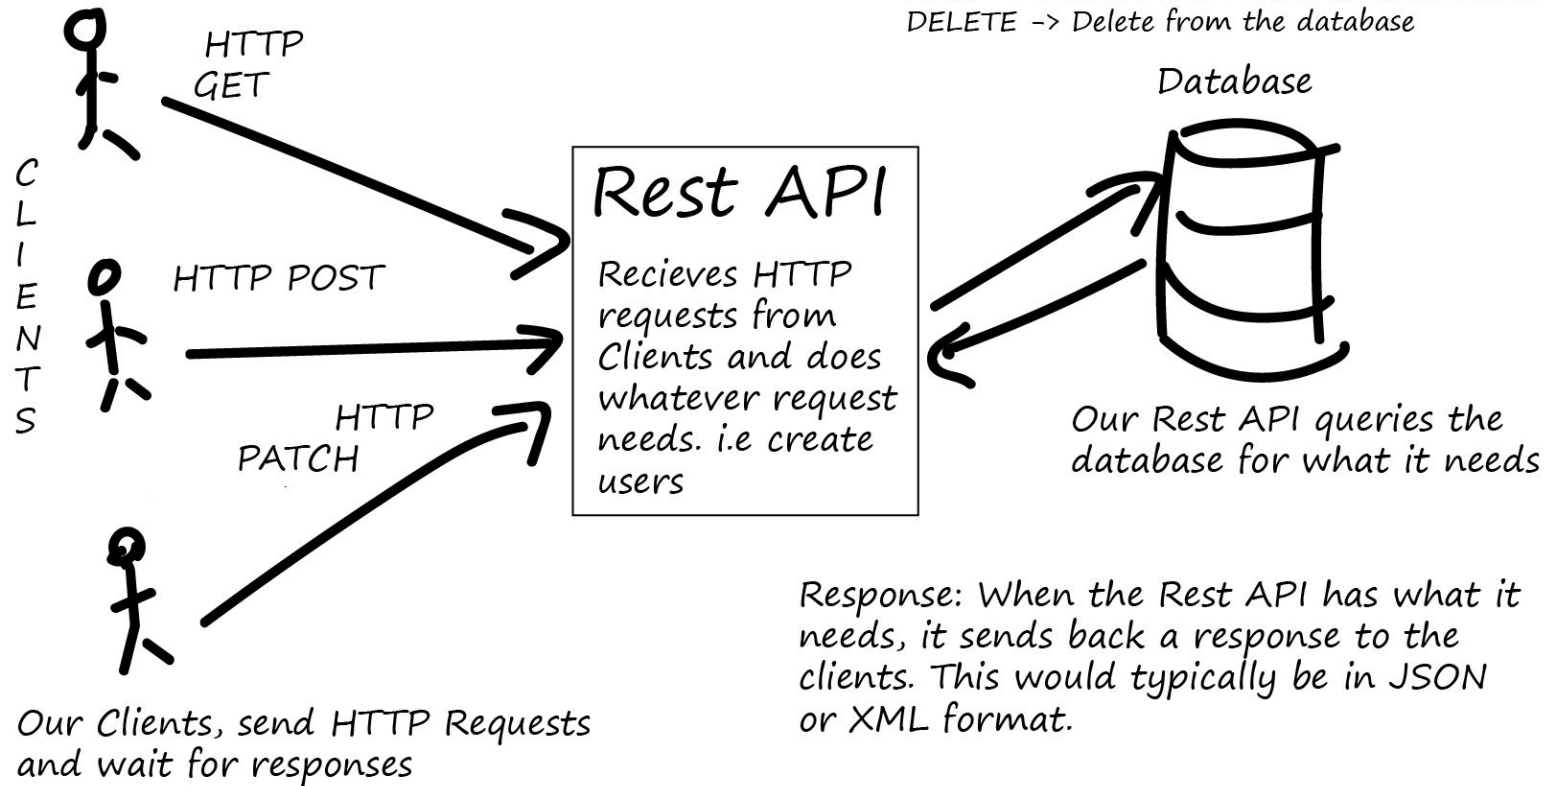 DELETE -> Delete from the database
HTTP
GET
Database
CLIENTS
Rest API
Recieves HTTP
requests from
Clients and does
whatever request
needs. i.e create
users
HTTP POST
HTTP
PATCH
Our Rest API queries the
database for what it needs
Response: When the Rest API has what it
needs, it sends back a response to the
clients. This would typically be in JSON
or XML format.
Our Clients, send HTTP Requests
and wait for responses